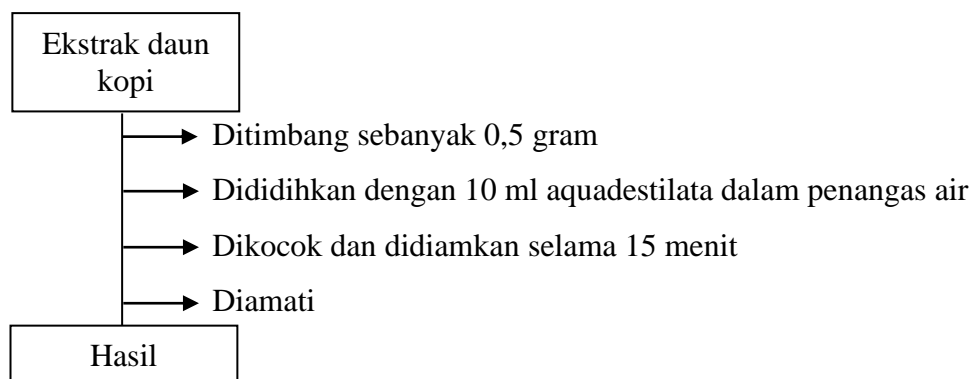 Ekstrak daun
kopi
Ditimbang sebanyak 0,5 gram
Dididihkan dengan 10 ml aquadestilata dalam penangas air
Dikocok dan didiamkan selama 15 menit
Diamati
Hasil